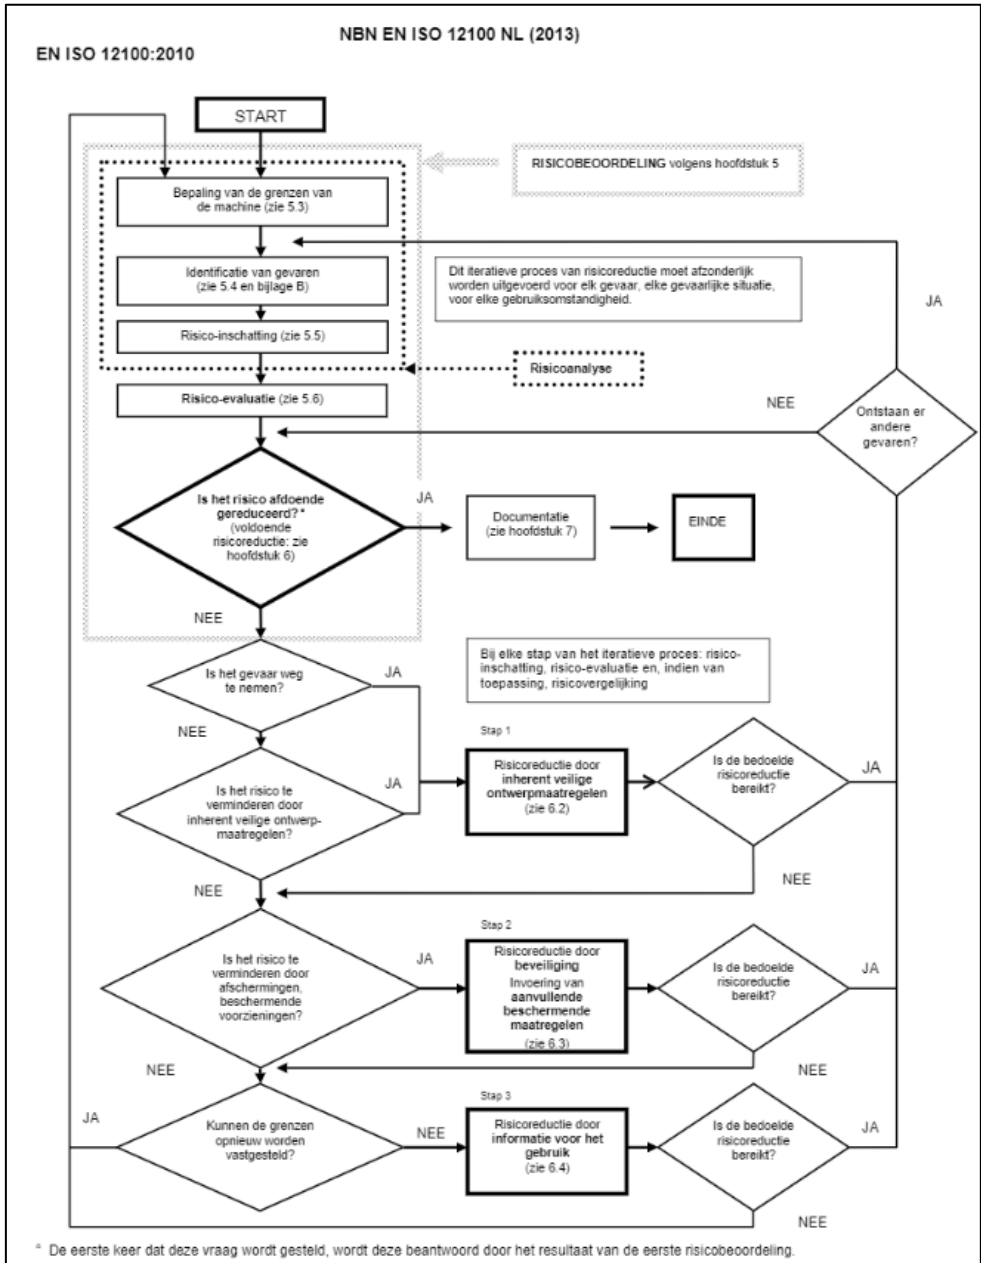 NBN EN ISO 12100 NL (2013)
EN ISO 12100:2010
START
RISICOBEOORDELING volgens hoofdstuk 5
Bepaling van de grenzen van
de machine (zie 5.3)
Identificatie van gevaren
(zie 5.4 en bijlage B)
Dit iteratieve proces van risicoreductie moet afzonderlijk
worden uitgevoerd voor elk gevaar, elke gevaarlijke situatie,
voor elke gebruiksomstandigheid.
JA
Risico-inschatting (zie 5.5)
Risicoanalyse
Risico-evaluatie (zie 5.6)
NEE
Ontstaan er
andere
gevaren?
Is het risico afdoende
gereduceerd? ª
(voldoende
risicoreductie: zie
hoofdstuk 6)
JA
Documentatie
(zie hoofdstuk 7)
EINDE
NEE
Is het gevaar weg
te nemen?
JA
Bij elke stap van het iteratieve proces: risico-
inschatting, risico-evaluatie en, indien van
toepassing, risicovergelijking
NEE
Stap 1
Is het risico te
verminderen door
inherent veilige ontwerp-
maatregelen?
JA
Risicoreductie door
inherent veilige
ontwerpmaatregelen
(zie 6.2)
Is de bedoelde
risicoreductie
bereikt?
JA
NEE
NEE
Stap 2
Is het risico te
verminderen door
afschermingen,
beschermende
voorzieningen?
JA
Risicoreductie door
beveiliging
Invoering van
aanvullende
beschermende
maatregelen
(zie 6.3)
Is de bedoelde
risicoreductie
bereikt?
JA
NEE
NEE
Stap 3
JA
Kunnen de grenzen
opnieuw worden
vastgesteld?
NEE
Risicoreductie door
informatie voor het
gebruik
(zie 6.4)
Is de bedoelde
risicoreductie
bereikt?
JA
NEE
ª De eerste keer dat deze vraag wordt gesteld, wordt deze beantwoord door het resultaat van de eerste risicobeoordeling.